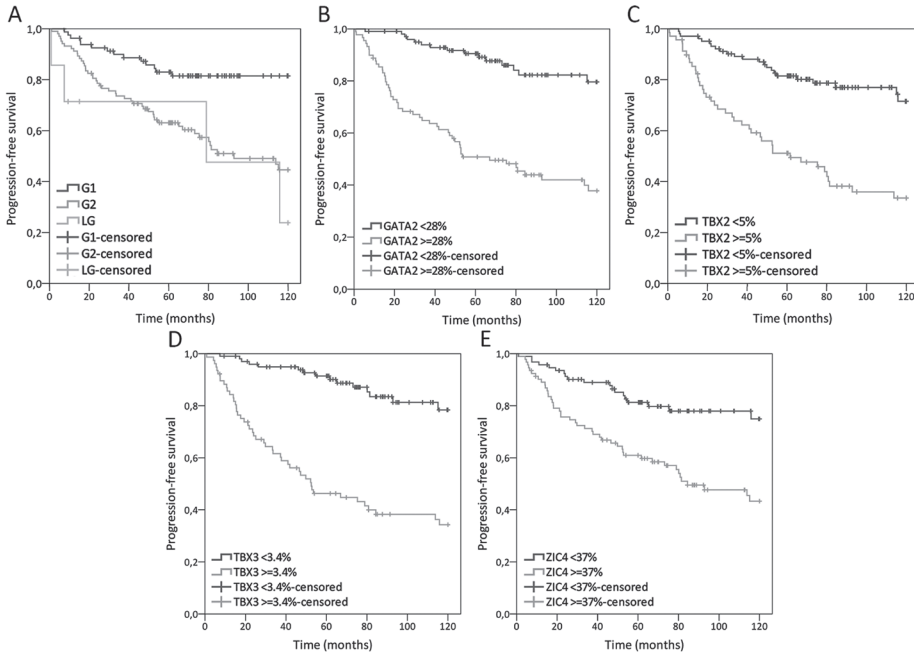 A
1,0
0,8
0,6
0,4
0,2
0,0
Progression-free survival
G1
G2
LG
G1-censored
G2-censored
LG-censored
0 20 40 60 80 100 120
Time (months)
B
1,0
0,8
0,6
0,4
0,2
0,0
Progression-free survival
GATA2 <28%
GATA2 >=28%
GATA2 <28%-censored
GATA2 >=28%-censored
0 20 40 60 80 100 120
Time (months)
C
1,0
0,8
0,6
0,4
0,2
0,0
Progression-free survival
TBX2 <5%
TBX2 >=5%
TBX2 <5%-censored
TBX2 >=5%-censored
0 20 40 60 80 100 120
Time (months)
D
1,0
0,8
0,6
0,4
0,2
0,0
Progression-free survival
TBX3 <3.4%
TBX3 >=3.4%
TBX3 <3.4%-censored
TBX3 >=3.4%-censored
0 20 40 60 80 100 120
Time (months)
E
1,0
0,8
0,6
0,4
0,2
0,0
Progression-free survival
ZIC4 <37%
ZIC4 >=37%
ZIC4 <37%-censored
ZIC4 >=37%-censored
0 20 40 60 80 100 120
Time (months)